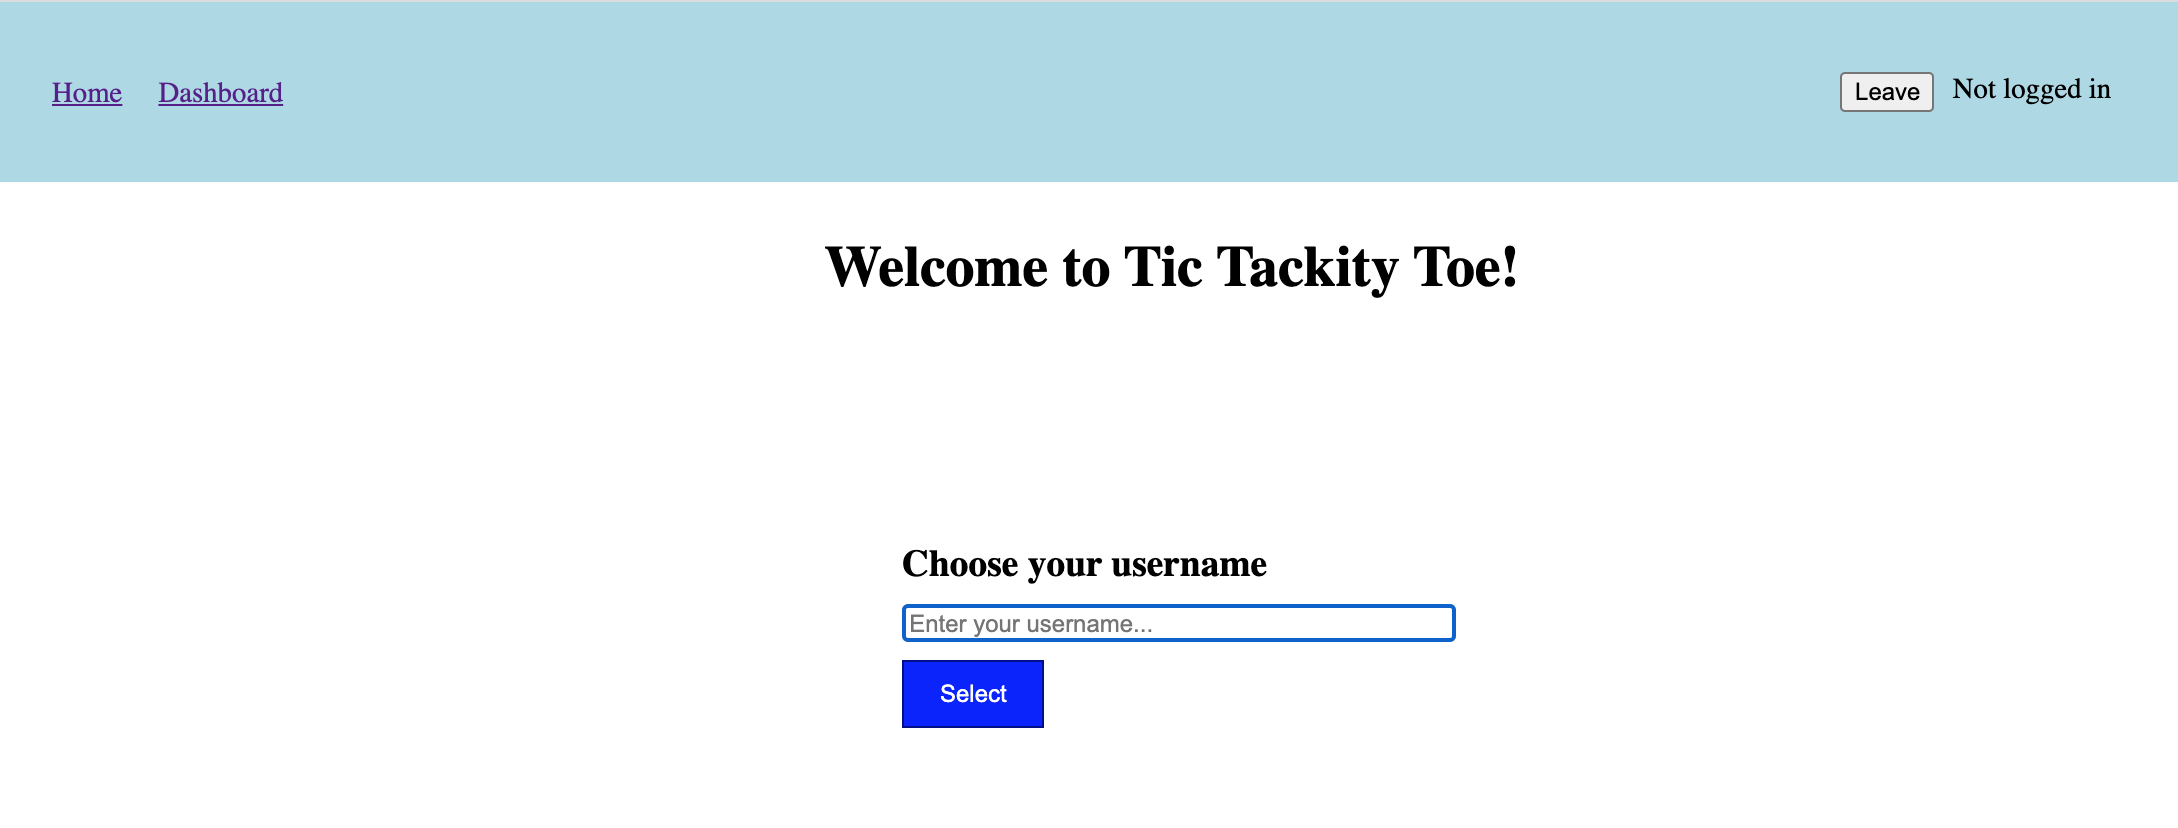 Home Dashboard Leave Not logged in
Welcome to Tic Tackity Toe!
Choose your username
Enter your username...
Select